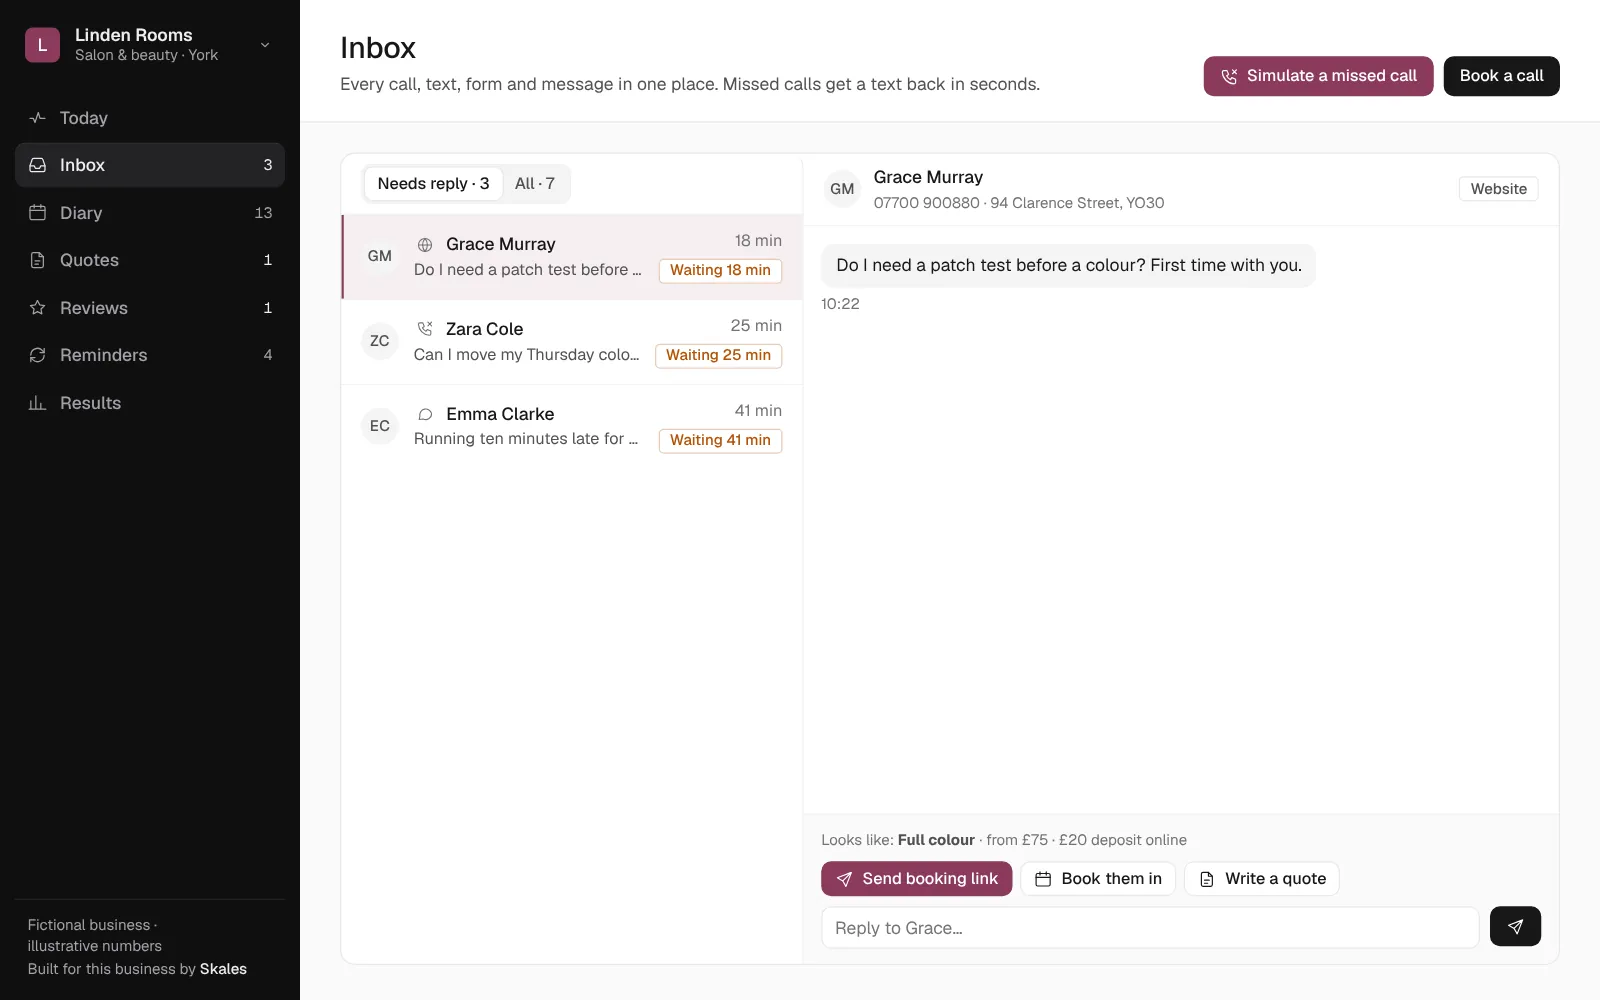 L
Linden Rooms
Salon & beauty · York
Today
Inbox 3
Diary 13
Quotes 1
Reviews 1
Reminders 4
Results
Fictional business ·
illustrative numbers
Built for this business by Skales
Inbox
Every call, text, form and message in one place. Missed calls get a text back in seconds.
Simulate a missed call
Book a call
Needs reply · 3 All · 7
GM Grace Murray 18 min
Do I need a patch test before ... Waiting 18 min
ZC Zara Cole 25 min
Can I move my Thursday colo... Waiting 25 min
EC Emma Clarke 41 min
Running ten minutes late for ... Waiting 41 min
GM Grace Murray
07700 900880 · 94 Clarence Street, YO30
Website
Do I need a patch test before a colour? First time with you.
10:22
Looks like: Full colour · from £75 · £20 deposit online
Send booking link Book them in Write a quote
Reply to Grace...